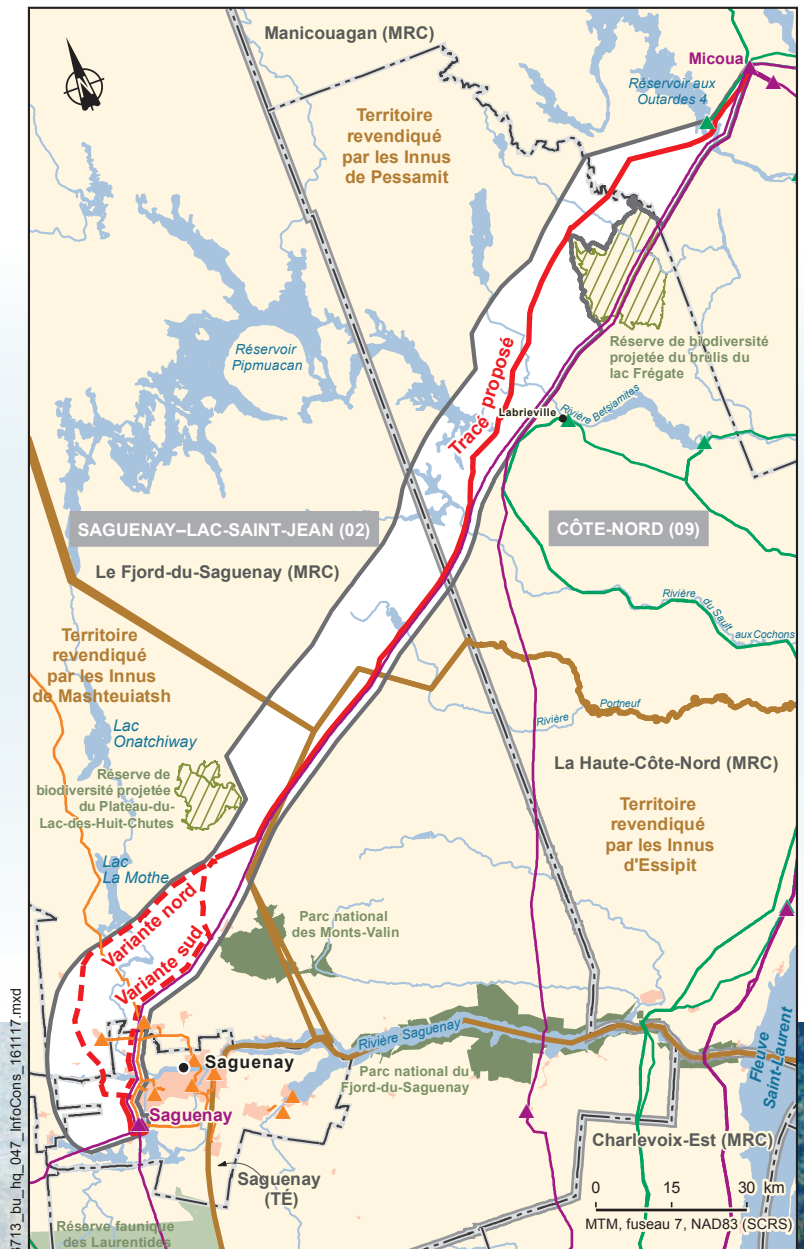 Manicouagan (MRC)
Micoua
Réservoir aux
Outardes 4
Territoire
revendiqué
par les Innus
de Pessamit
Réservoir
Pipmuacan
Réserve de biodiversité
projetée du brûlis du
lac Frégate
Tracé proposé
Labrieville
Rivière Betsiamites
SAGUENAY–LAC-SAINT-JEAN (02)
CÔTE-NORD (09)
Le Fjord-du-Saguenay (MRC)
Rivière du Sault aux Cochons
Territoire
revendiqué
par les Innus
de Mashteuiatsh
Rivière Portneuf
Lac
Onatchiway
La Haute-Côte-Nord (MRC)
Réserve de
biodiversité projetée
du Plateau-du-
Lac-des-Huit-Chutes
Territoire
revendiqué
par les Innus
d'Essipit
Lac
La Mothe
Variante nord
Variante sud
Parc national
des Monts-Valin
Rivière Saguenay
Saguenay
Parc national du
Fjord-du-Saguenay
Fleuve
Saint-Laurent
Saguenay
Charlevoix-Est (MRC)
Saguenay
(TÉ)
0 15 30 km
MTM, fuseau 7, NAD83 (SCRS)
Réserve faunique
des Laurentides
713_bu_hq_047_InfoCons_161117.mxd